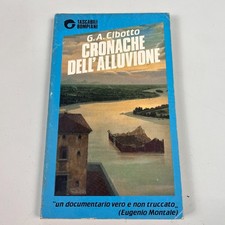 TASCABILI
BOMPIANI
G.A. Cibotto
CRONACHE
DELL'ALLUVIONE
"un documentario vero e non truccato„
(Eugenio Montale)